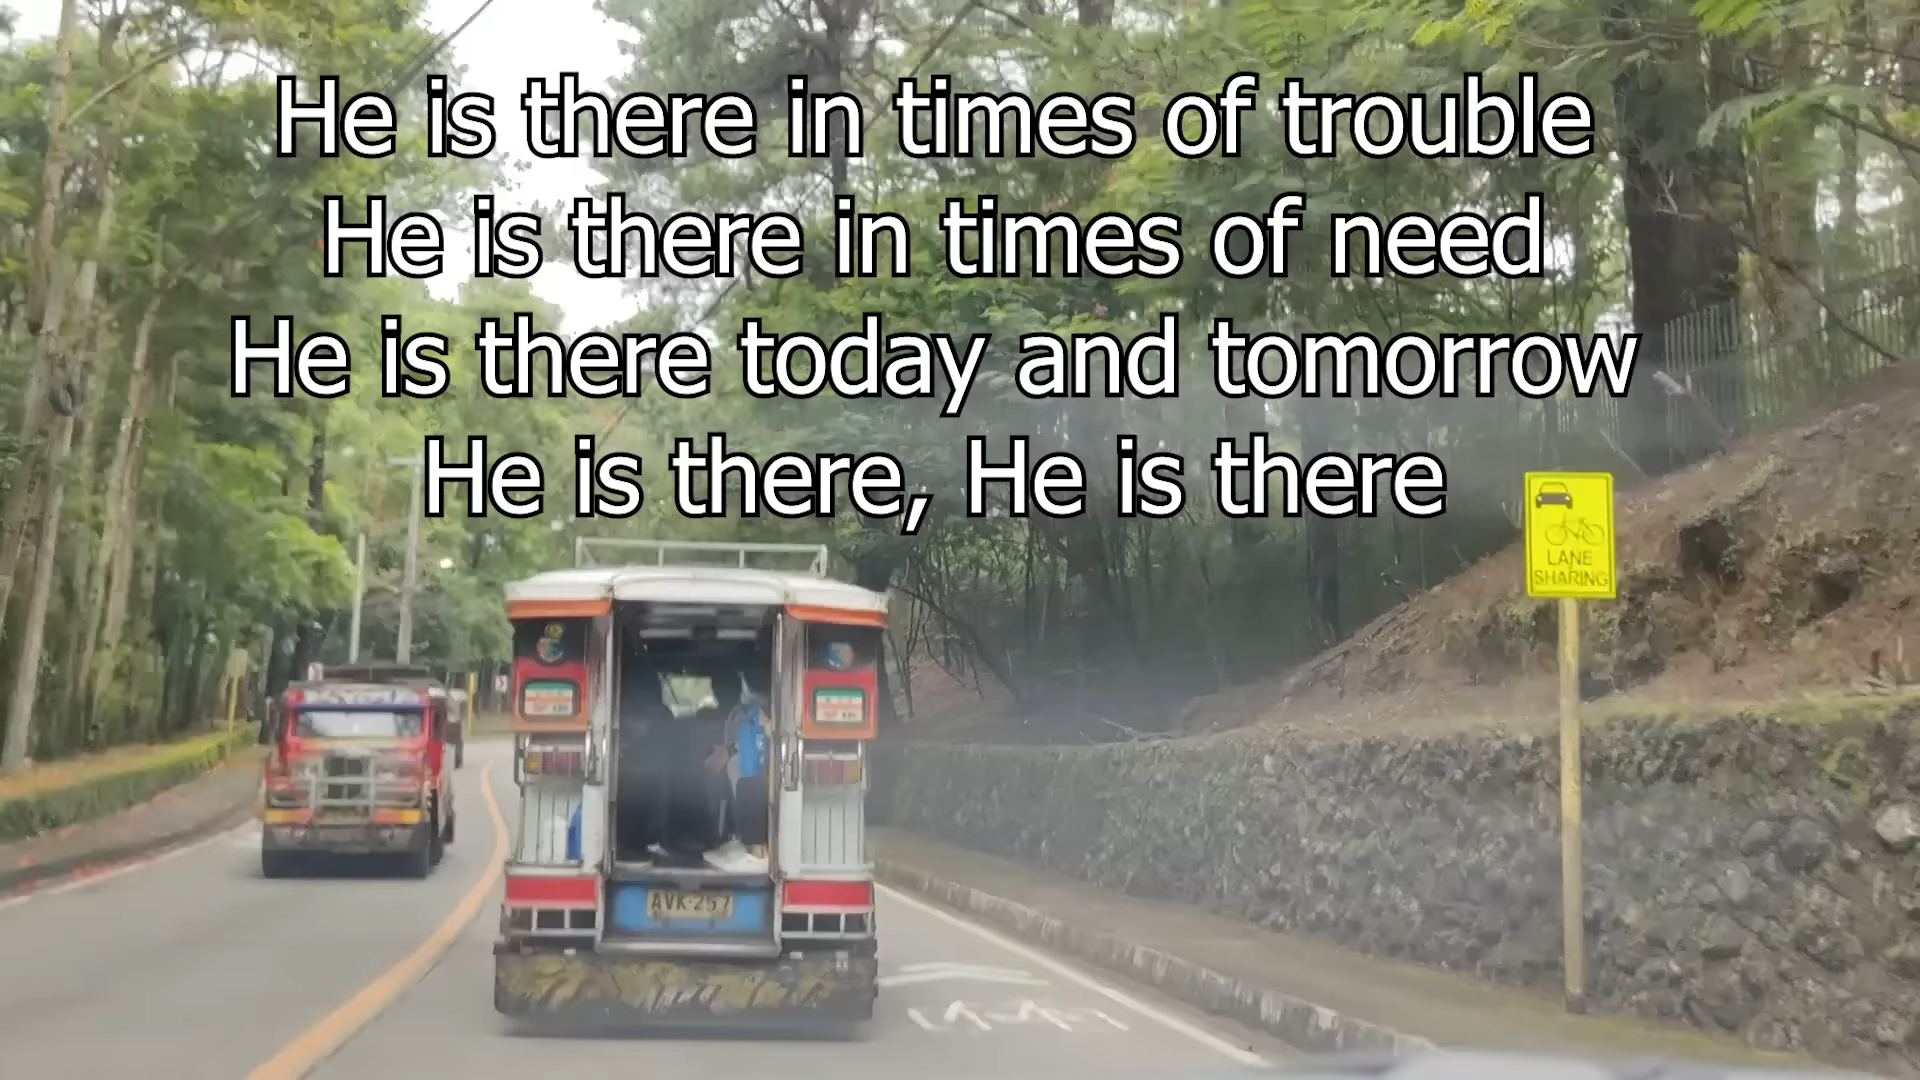 He is there in times of trouble
He is there in times of need
He is there today and tomorrow
He is there, He is there
LANE
SHARING
AVK·257